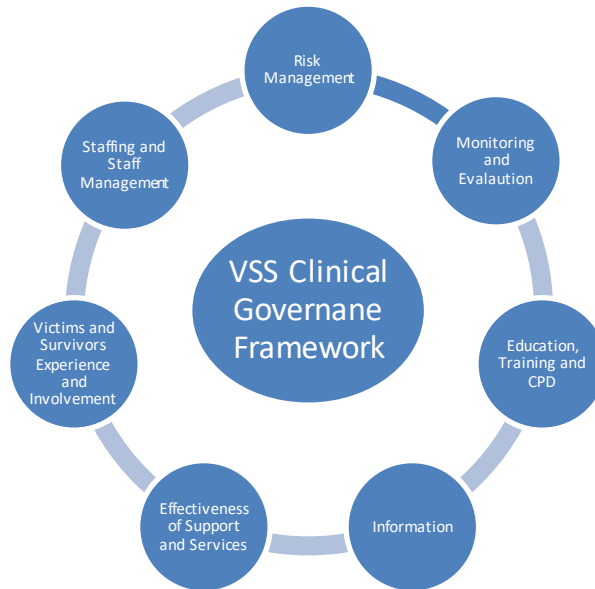 Risk
Management
Monitoring
and
Evalaution
Education,
Training and
CPD
Information
Effectiveness
of Support
and Services
Victims and
Survivors
Experience
and
Involvement
Staffing and
Staff
Management
VSS Clinical
Governane
Framework